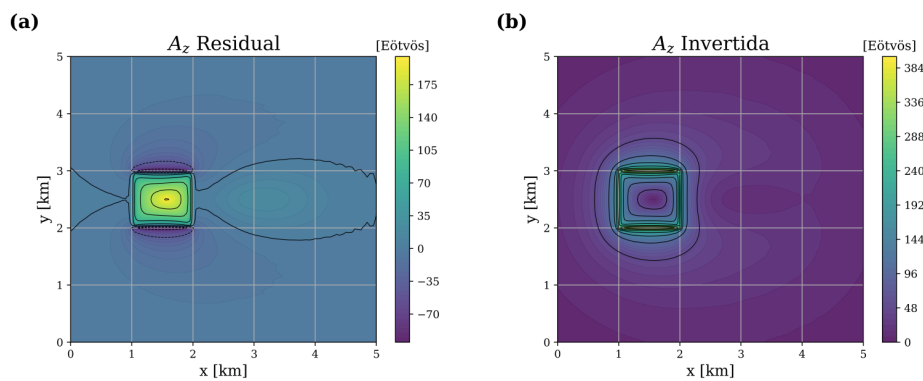 (a)
A_z Residual
[Eötvös]
5
4
3
2
1
0
y [km]
0 1 2 3 4 5
x [km]
175
140
105
70
35
0
−35
−70
(b)
A_z Invertida
[Eötvös]
5
4
3
2
1
0
y [km]
0 1 2 3 4 5
x [km]
384
336
288
240
192
144
96
48
0